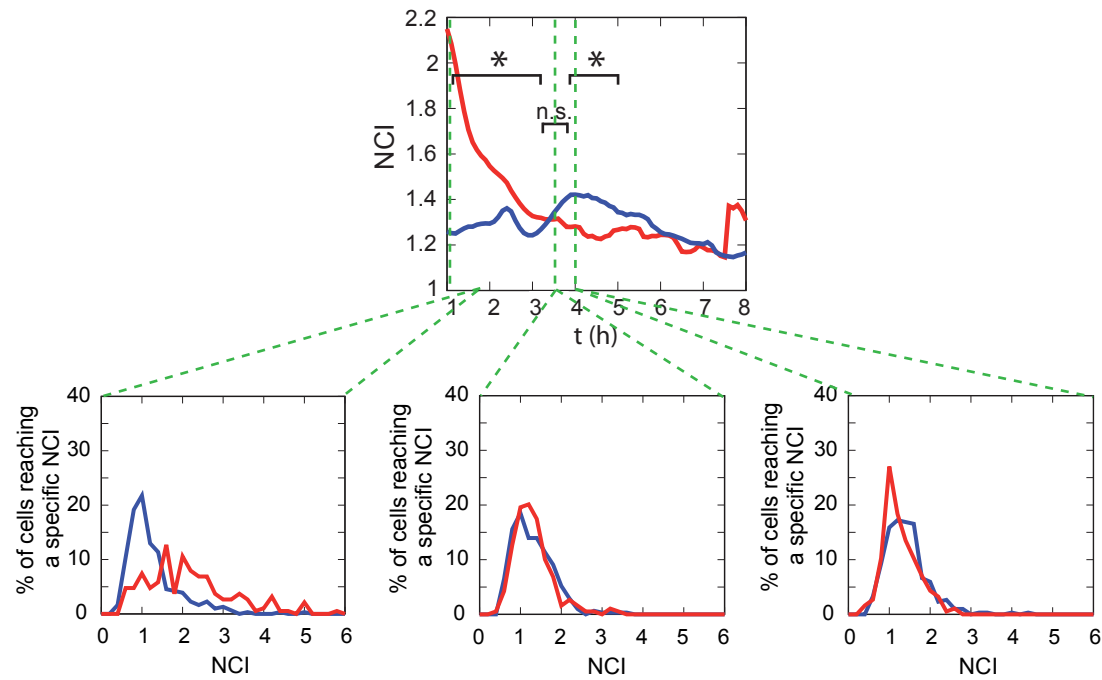 2.2
2
1.8
1.6
1.4
1.2
1
NCI
*
*
n.s.
1 2 3 4 5 6 7 8
t (h)
40
30
20
10
0
% of cells reaching
a specific NCI
0 1 2 3 4 5 6
NCI
40
30
20
10
0
% of cells reaching
a specific NCI
0 1 2 3 4 5 6
NCI
40
30
20
10
0
% of cells reaching
a specific NCI
0 1 2 3 4 5 6
NCI